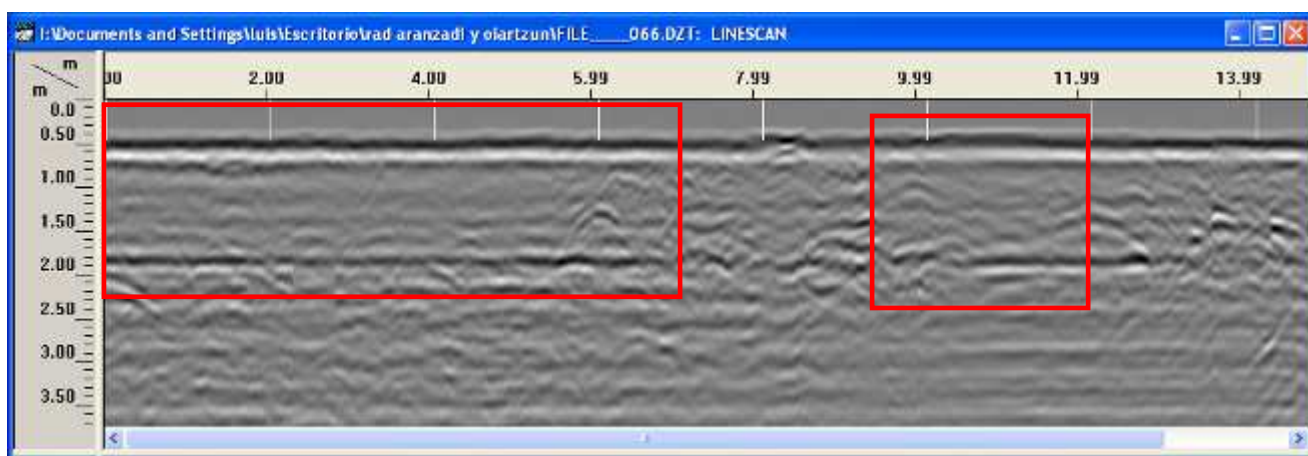 I:\Documents and Settings\luis\Escritorio\rad aranzadi y oiartzun\FILE____066.DZT: LINESCAN
m
00 2.00 4.00 5.99 7.99 9.99 11.99 13.99
m
0.0
0.50
1.00
1.50
2.00
2.50
3.00
3.50